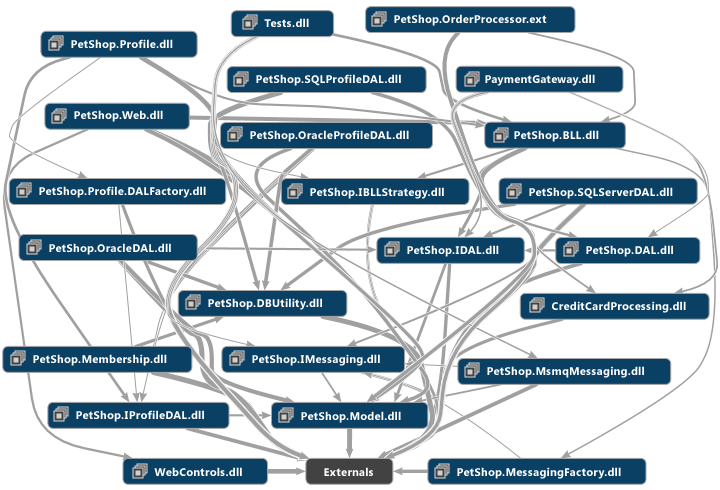 PetShop.OrderProcessor.ext
Tests.dll
PetShop.Profile.dll
PetShop.SQLProfileDAL.dll
PaymentGateway.dll
PetShop.Web.dll
PetShop.OracleProfileDAL.dll
PetShop.BLL.dll
PetShop.Profile.DALFactory.dll
PetShop.IBLLStrategy.dll
PetShop.SQLServerDAL.dll
PetShop.OracleDAL.dll
PetShop.IDAL.dll
PetShop.DAL.dll
PetShop.DBUtility.dll
CreditCardProcessing.dll
PetShop.Membership.dll
PetShop.IMessaging.dll
PetShop.MsmqMessaging.dll
PetShop.IProfileDAL.dll
PetShop.Model.dll
WebControls.dll
Externals
PetShop.MessagingFactory.dll